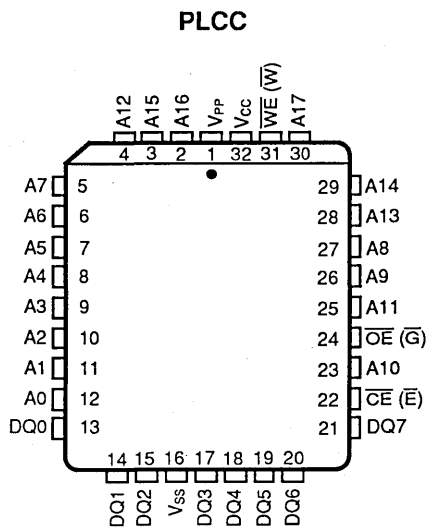 PLCC
A12 A15 A16 VPP VCC W̅E̅ (W̅) A17
4 3 2 1 32 31 30
A7 5 29 A14
A6 6 28 A13
A5 7 27 A8
A4 8 26 A9
A3 9 25 A11
A2 10 24 O̅E̅ (G̅)
A1 11 23 A10
A0 12 22 C̅E̅ (E̅)
DQ0 13 21 DQ7
14 15 16 17 18 19 20
DQ1 DQ2 VSS DQ3 DQ4 DQ5 DQ6